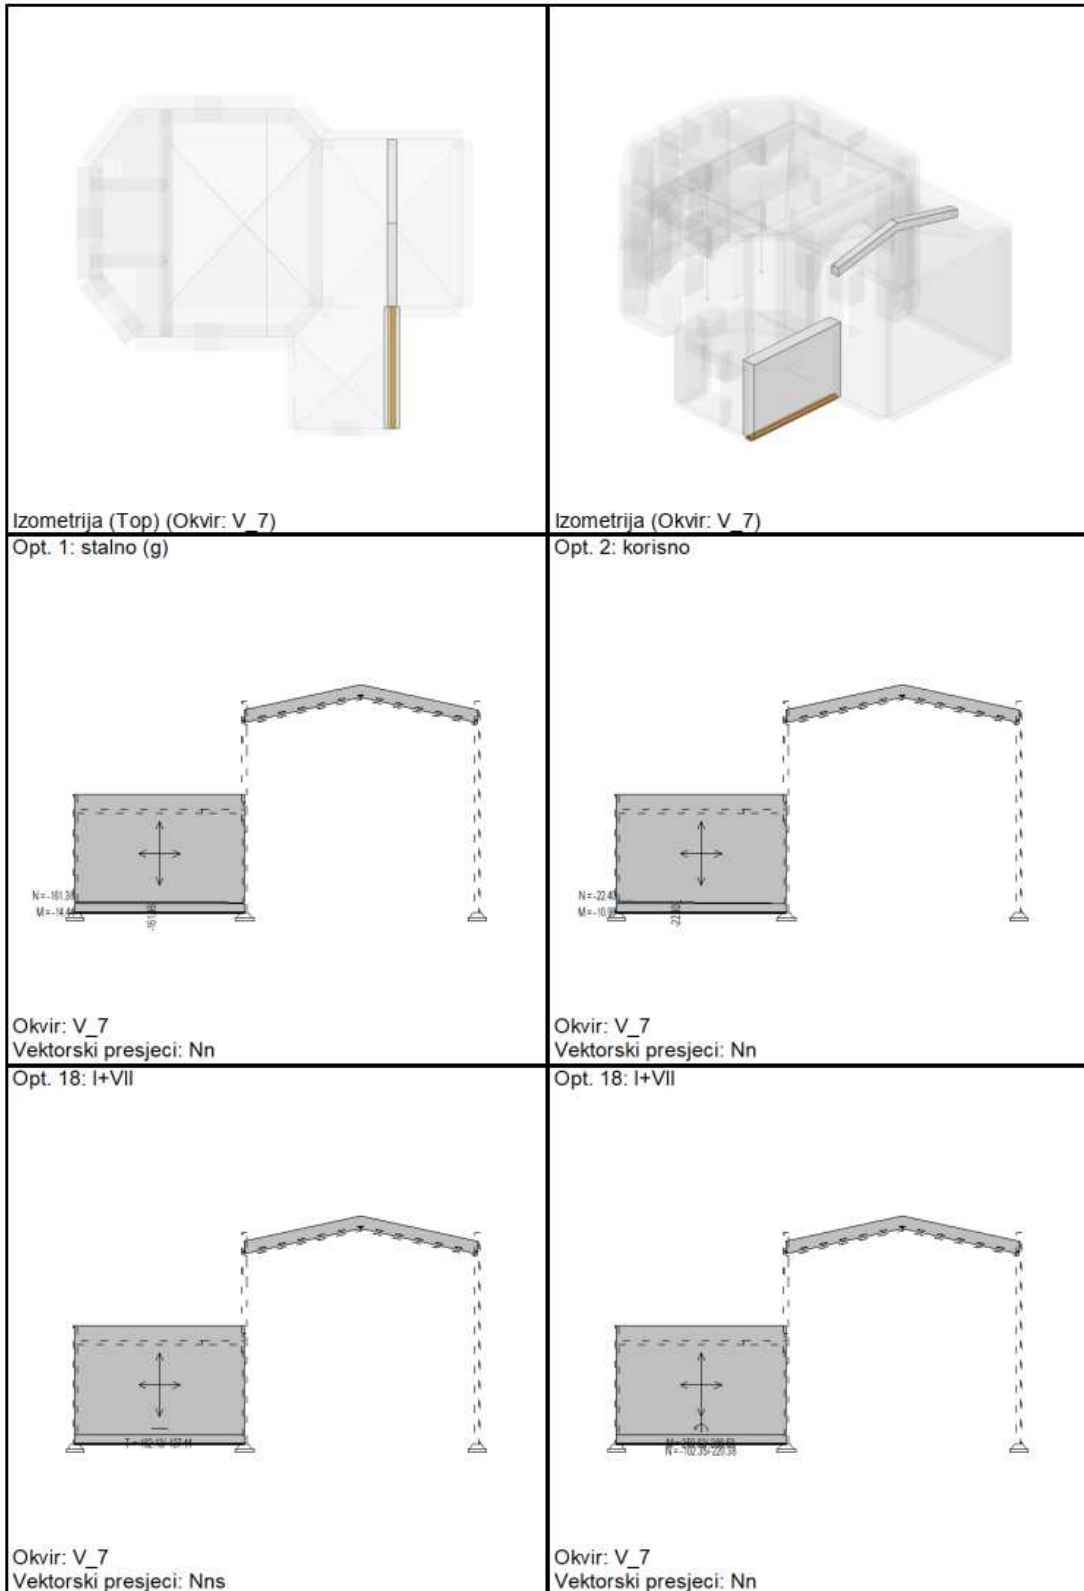 Izometrija (Top) (Okvir: V_7)
Izometrija (Okvir: V_7)
Opt. 1: stalno (g)
Okvir: V_7
Vektorski presjeci: Nn
Opt. 2: korisno
Okvir: V_7
Vektorski presjeci: Nn
Opt. 18: I+VII
Okvir: V_7
Vektorski presjeci: Nns
Opt. 18: I+VII
Okvir: V_7
Vektorski presjeci: Nn